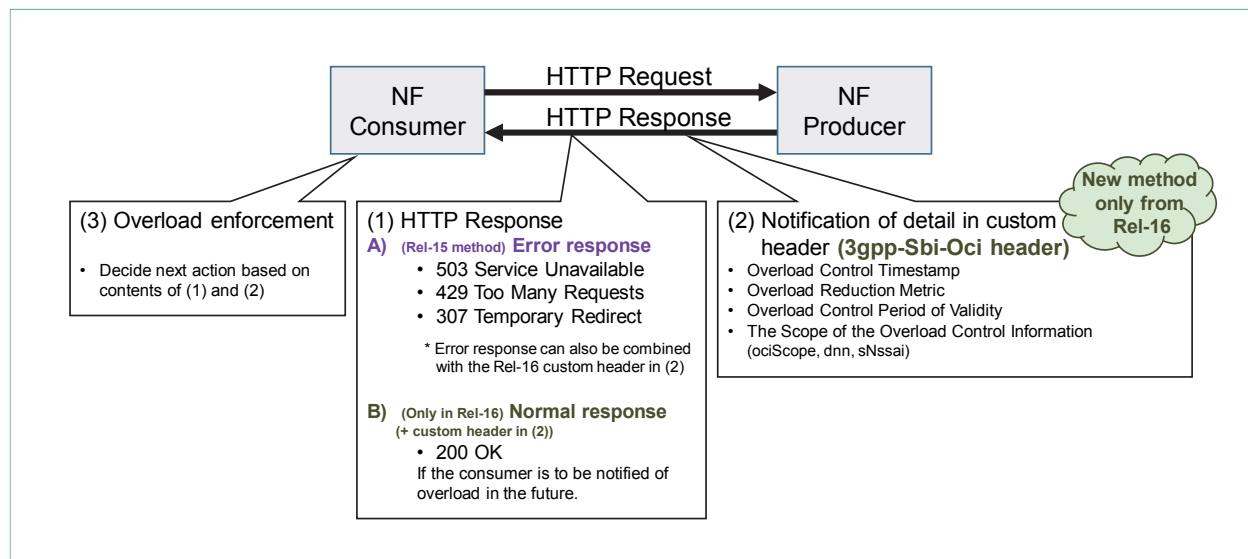 NF
Consumer
HTTP Request
HTTP Response
NF
Producer
New method
only from
Rel-16
(3) Overload enforcement
• Decide next action based on
contents of (1) and (2)
(1) HTTP Response
A) (Rel-15 method) Error response
• 503 Service Unavailable
• 429 Too Many Requests
• 307 Temporary Redirect
* Error response can also be combined
with the Rel-16 custom header in (2)
B) (Only in Rel-16) Normal response
(+ custom header in (2))
• 200 OK
If the consumer is to be notified of
overload in the future.
(2) Notification of detail in custom
header (3gpp-Sbi-Oci header)
• Overload Control Timestamp
• Overload Reduction Metric
• Overload Control Period of Validity
• The Scope of the Overload Control Information
(ociScope, dnn, sNssai)